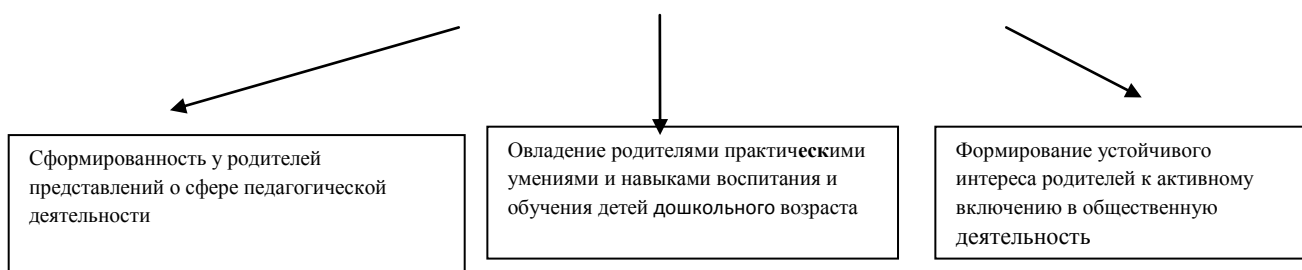 Сформированность у родителей
представлений о сфере педагогической
деятельности
Овладение родителями практическими
умениями и навыками воспитания и
обучения детей дошкольного возраста
Формирование устойчивого
интереса родителей к активному
включению в общественную
деятельность